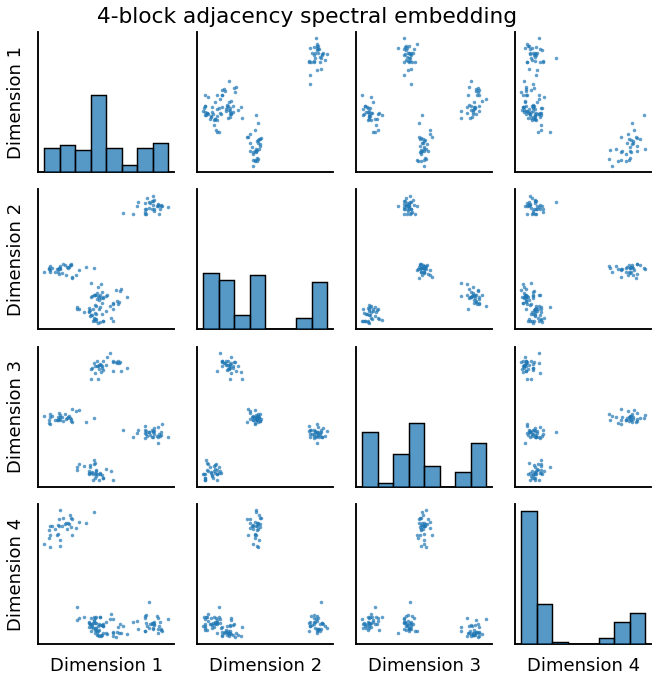 4-block adjacency spectral embedding
Dimension 1
Dimension 2
Dimension 3
Dimension 4
Dimension 1 Dimension 2 Dimension 3 Dimension 4